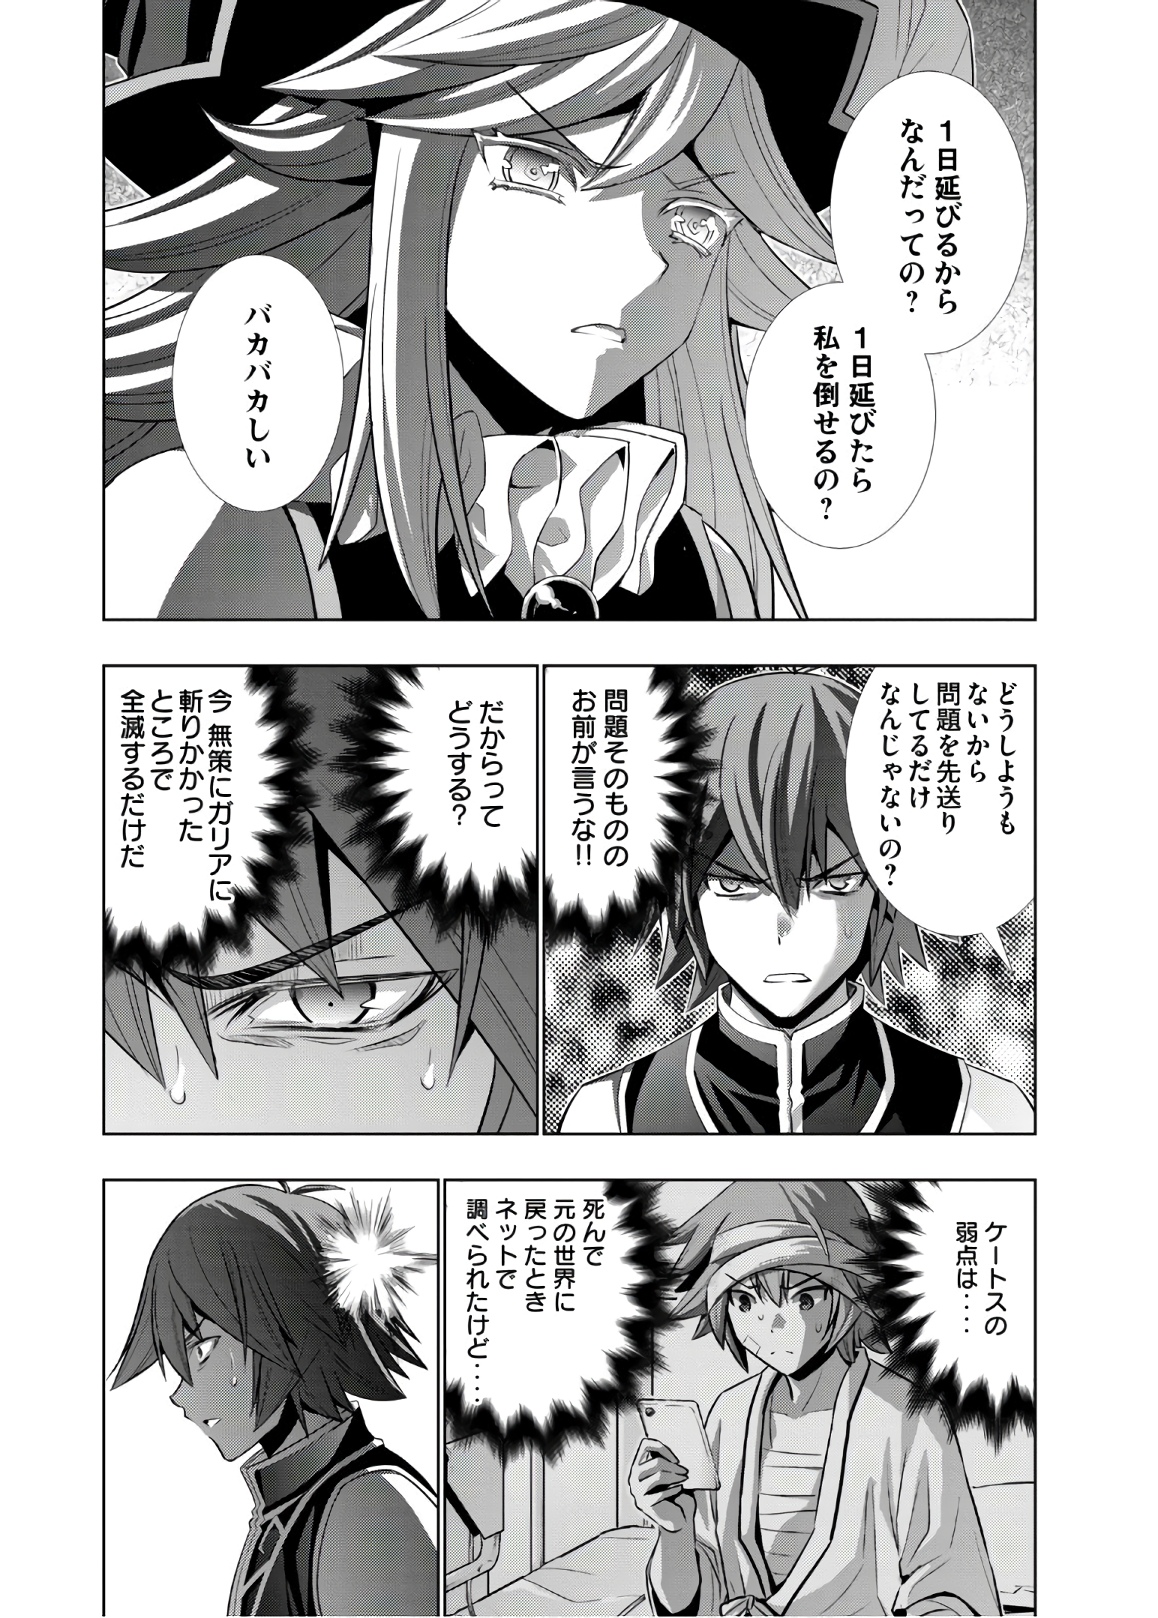 １日延びるから
なんだっての？
１日延びたら
私を倒せるの？
バカバカしい
どうしようも
ないから
問題を先送り
してるだけ
なんじゃないの？
問題そのものの
お前が言うな!!
だからって
どうする？
今 無策にガリアに
斬りかかった
ところで
全滅するだけだ
ケートスの
弱点は‥‥
死んで
元の世界に
戻ったとき
ネットで
調べられたけど‥‥